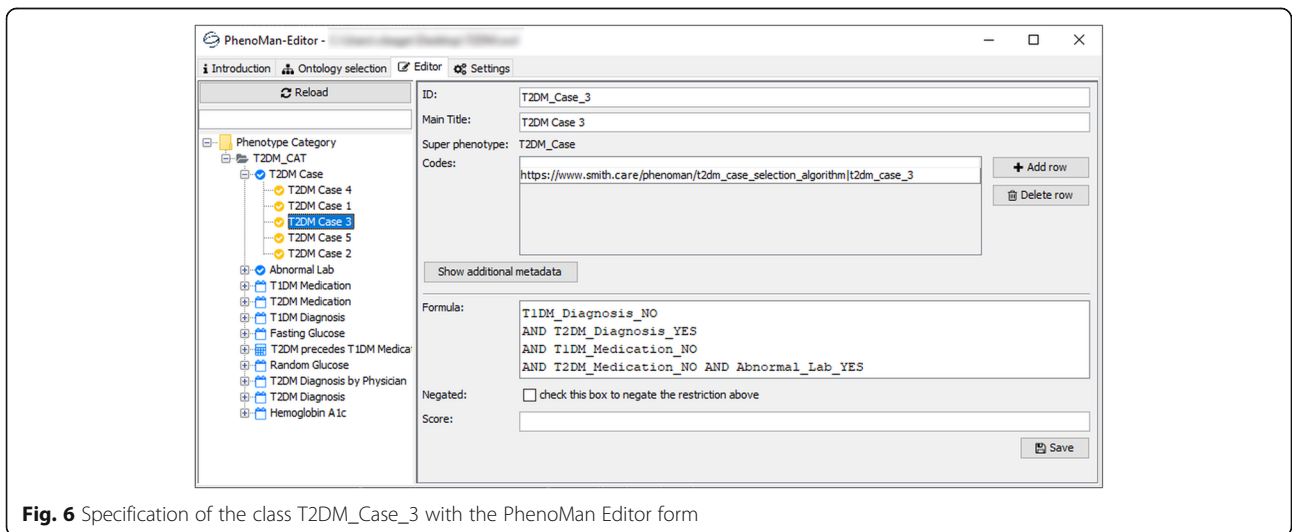 PhenoMan-Editor -
Introduction Ontology selection Editor Settings
Reload
Phenotype Category
T2DM_CAT
T2DM Case
T2DM Case 4
T2DM Case 1
T2DM Case 3
T2DM Case 5
T2DM Case 2
Abnormal Lab
T1DM Medication
T2DM Medication
T1DM Diagnosis
Fasting Glucose
T2DM precedes T1DM Medica
Random Glucose
T2DM Diagnosis by Physician
T2DM Diagnosis
Hemoglobin A1c
ID: T2DM_Case_3
Main Title: T2DM Case 3
Super phenotype: T2DM_Case
Codes:
https://www.smith.care/phenoman/t2dm_case_selection_algorithm|t2dm_case_3
Add row
Delete row
Show additional metadata
Formula:
T1DM_Diagnosis_NO
AND T2DM_Diagnosis_YES
AND T1DM_Medication_NO
AND T2DM_Medication_NO AND Abnormal_Lab_YES
Negated: check this box to negate the restriction above
Score:
Save
Fig. 6 Specification of the class T2DM_Case_3 with the PhenoMan Editor form